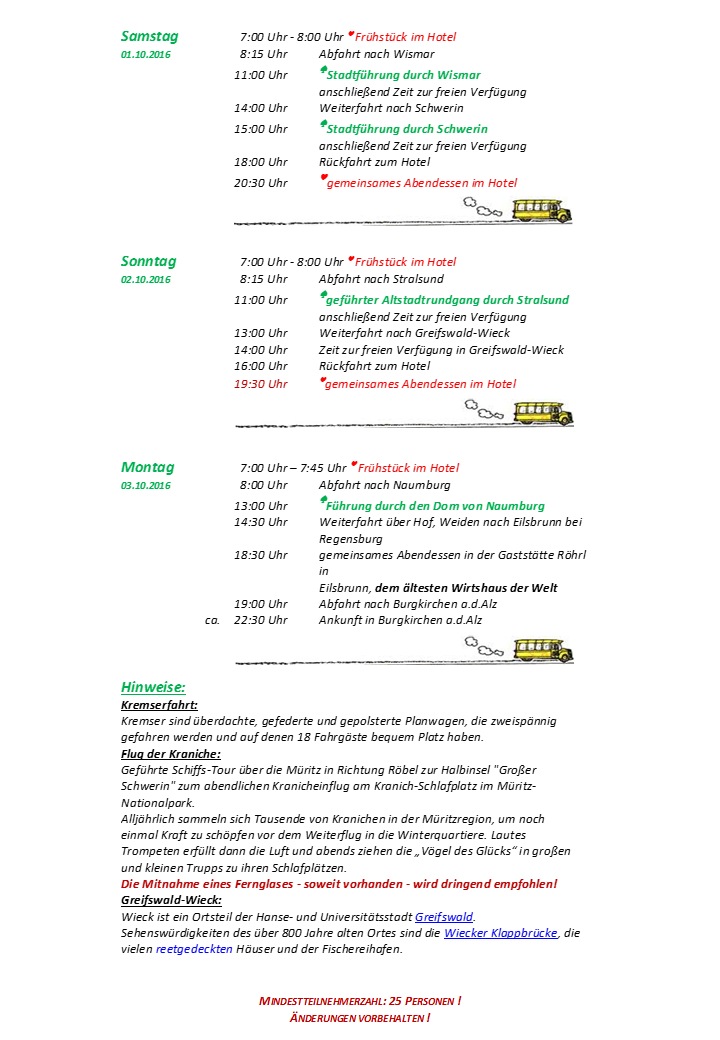 Samstag 7:00 Uhr - 8:00 Uhr ♥Frühstück im Hotel
01.10.2016 8:15 Uhr Abfahrt nach Wismar
11:00 Uhr ♠Stadtführung durch Wismar
anschließend Zeit zur freien Verfügung
14:00 Uhr Weiterfahrt nach Schwerin
15:00 Uhr ♠Stadtführung durch Schwerin
anschließend Zeit zur freien Verfügung
18:00 Uhr Rückfahrt zum Hotel
20:30 Uhr ♥gemeinsames Abendessen im Hotel
Sonntag 7:00 Uhr - 8:00 Uhr ♥Frühstück im Hotel
02.10.2016 8:15 Uhr Abfahrt nach Stralsund
11:00 Uhr ♠geführter Altstadtrundgang durch Stralsund
anschließend Zeit zur freien Verfügung
13:00 Uhr Weiterfahrt nach Greifswald-Wieck
14:00 Uhr Zeit zur freien Verfügung in Greifswald-Wieck
16:00 Uhr Rückfahrt zum Hotel
19:30 Uhr ♥gemeinsames Abendessen im Hotel
Montag 7:00 Uhr – 7:45 Uhr ♥Frühstück im Hotel
03.10.2016 8:00 Uhr Abfahrt nach Naumburg
13:00 Uhr ♠Führung durch den Dom von Naumburg
14:30 Uhr Weiterfahrt über Hof, Weiden nach Eilsbrunn bei
Regensburg
18:30 Uhr gemeinsames Abendessen in der Gaststätte Röhrl
in
Eilsbrunn, dem ältesten Wirtshaus der Welt
19:00 Uhr Abfahrt nach Burgkirchen a.d.Alz
ca. 22:30 Uhr Ankunft in Burgkirchen a.d.Alz
Hinweise:
Kremserfahrt:
Kremser sind überdachte, gefederte und gepolsterte Planwagen, die zweispännig
gefahren werden und auf denen 18 Fahrgäste bequem Platz haben.
Flug der Kraniche:
Geführte Schiffs-Tour über die Müritz in Richtung Röbel zur Halbinsel "Großer
Schwerin" zum abendlichen Kranicheinflug am Kranich-Schlafplatz im Müritz-
Nationalpark.
Alljährlich sammeln sich Tausende von Kranichen in der Müritzregion, um noch
einmal Kraft zu schöpfen vor dem Weiterflug in die Winterquartiere. Lautes
Trompeten erfüllt dann die Luft und abends ziehen die „Vögel des Glücks“ in großen
und kleinen Trupps zu ihren Schlafplätzen.
Die Mitnahme eines Fernglases - soweit vorhanden - wird dringend empfohlen!
Greifswald-Wieck:
Wieck ist ein Ortsteil der Hanse- und Universitätsstadt Greifswald.
Sehenswürdigkeiten des über 800 Jahre alten Ortes sind die Wiecker Klappbrücke, die
vielen reetgedeckten Häuser und der Fischereihafen.
MINDESTTEILNEHMERZAHL: 25 PERSONEN !
ÄNDERUNGEN VORBEHALTEN !